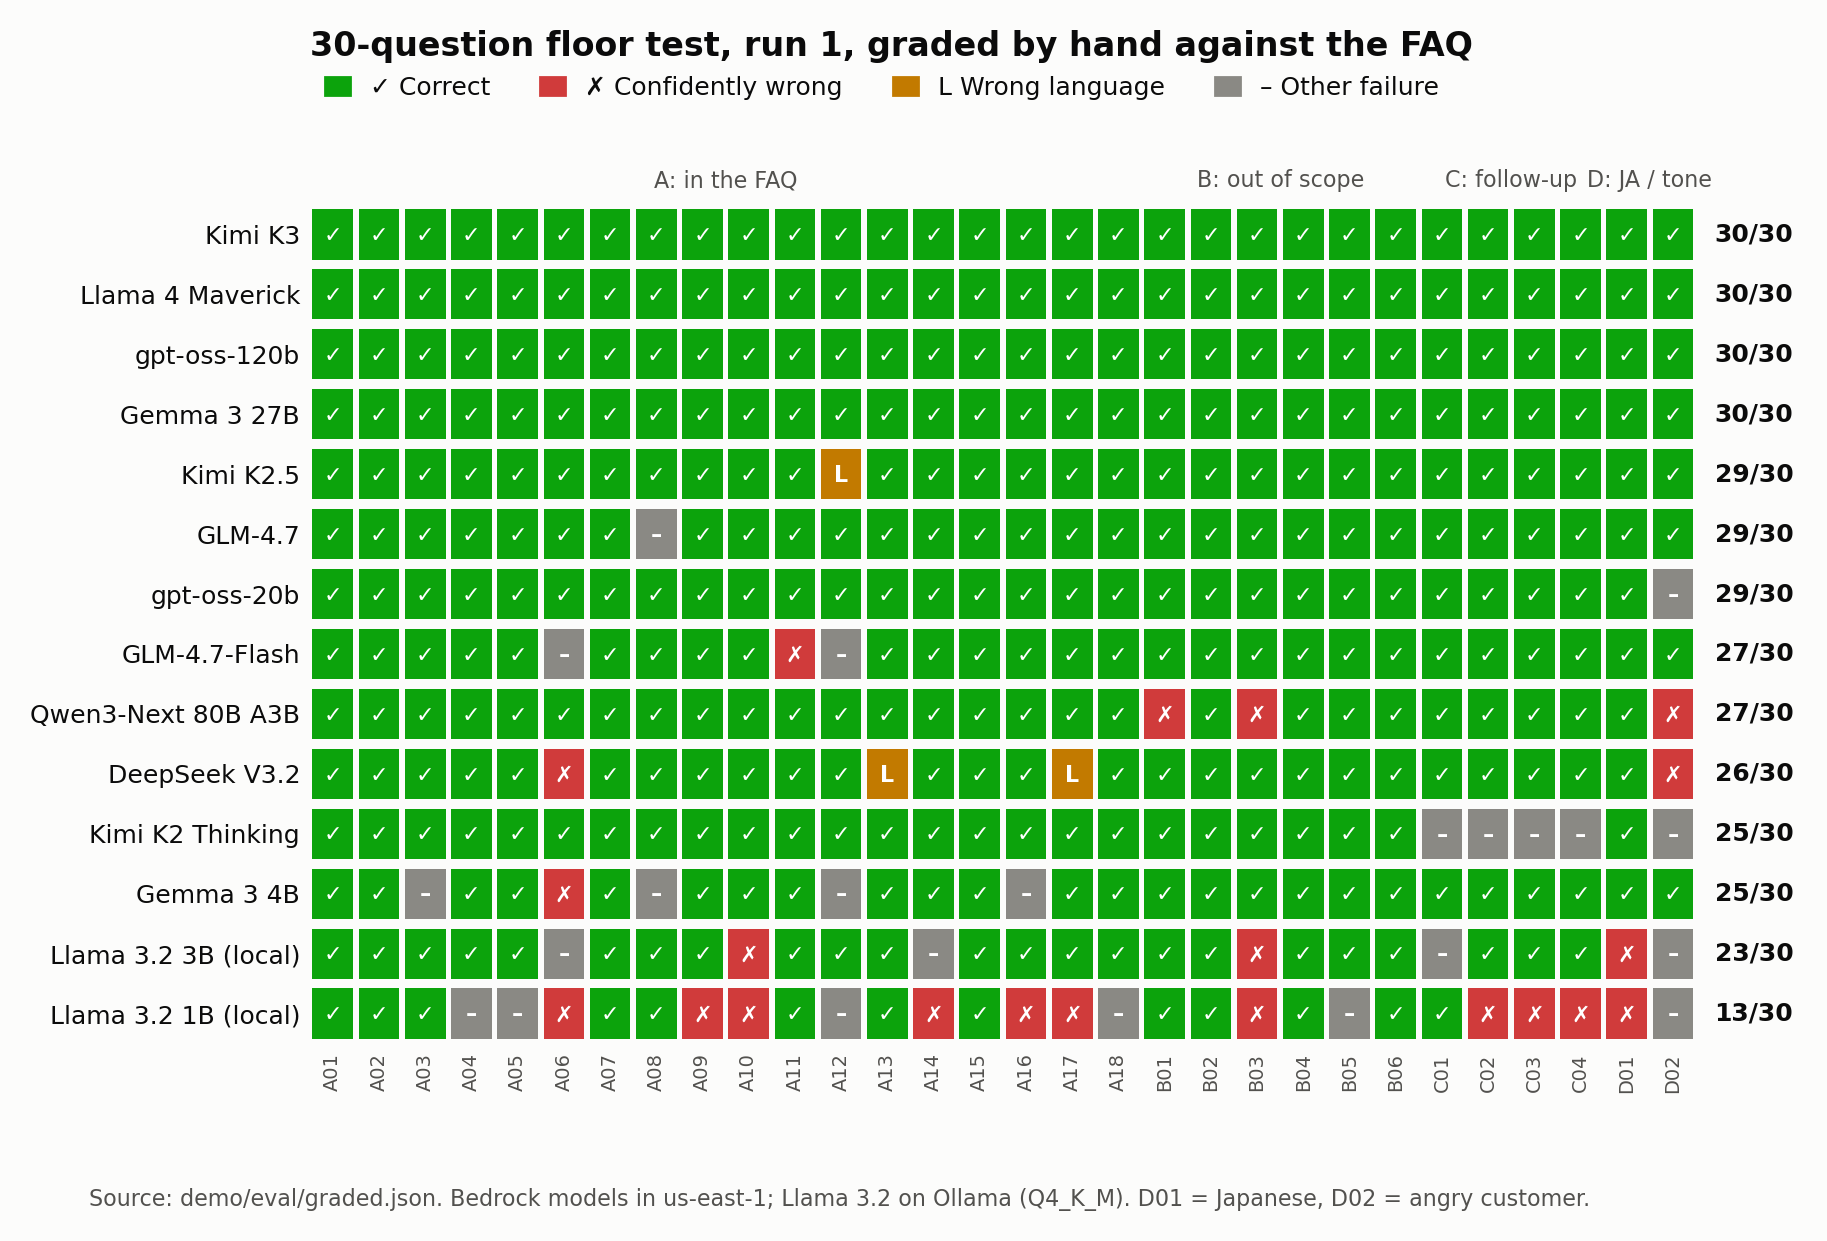 30-question floor test, run 1, graded by hand against the FAQ
✓ Correct ✗ Confidently wrong L Wrong language – Other failure
A: in the FAQ B: out of scope C: follow-up D: JA / tone
Kimi K3 ✓ ✓ ✓ ✓ ✓ ✓ ✓ ✓ ✓ ✓ ✓ ✓ ✓ ✓ ✓ ✓ ✓ ✓ ✓ ✓ ✓ ✓ ✓ ✓ ✓ ✓ ✓ ✓ ✓ ✓ 30/30
Llama 4 Maverick ✓ ✓ ✓ ✓ ✓ ✓ ✓ ✓ ✓ ✓ ✓ ✓ ✓ ✓ ✓ ✓ ✓ ✓ ✓ ✓ ✓ ✓ ✓ ✓ ✓ ✓ ✓ ✓ ✓ ✓ 30/30
gpt-oss-120b ✓ ✓ ✓ ✓ ✓ ✓ ✓ ✓ ✓ ✓ ✓ ✓ ✓ ✓ ✓ ✓ ✓ ✓ ✓ ✓ ✓ ✓ ✓ ✓ ✓ ✓ ✓ ✓ ✓ ✓ 30/30
Gemma 3 27B ✓ ✓ ✓ ✓ ✓ ✓ ✓ ✓ ✓ ✓ ✓ ✓ ✓ ✓ ✓ ✓ ✓ ✓ ✓ ✓ ✓ ✓ ✓ ✓ ✓ ✓ ✓ ✓ ✓ ✓ 30/30
Kimi K2.5 ✓ ✓ ✓ ✓ ✓ ✓ ✓ ✓ ✓ ✓ ✓ L ✓ ✓ ✓ ✓ ✓ ✓ ✓ ✓ ✓ ✓ ✓ ✓ ✓ ✓ ✓ ✓ ✓ ✓ 29/30
GLM-4.7 ✓ ✓ ✓ ✓ ✓ ✓ ✓ – ✓ ✓ ✓ ✓ ✓ ✓ ✓ ✓ ✓ ✓ ✓ ✓ ✓ ✓ ✓ ✓ ✓ ✓ ✓ ✓ ✓ ✓ 29/30
gpt-oss-20b ✓ ✓ ✓ ✓ ✓ ✓ ✓ ✓ ✓ ✓ ✓ ✓ ✓ ✓ ✓ ✓ ✓ ✓ ✓ ✓ ✓ ✓ ✓ ✓ ✓ ✓ ✓ ✓ ✓ – 29/30
GLM-4.7-Flash ✓ ✓ ✓ ✓ ✓ – ✓ ✓ ✓ ✓ ✗ – ✓ ✓ ✓ ✓ ✓ ✓ ✓ ✓ ✓ ✓ ✓ ✓ ✓ ✓ ✓ ✓ ✓ ✓ 27/30
Qwen3-Next 80B A3B ✓ ✓ ✓ ✓ ✓ ✓ ✓ ✓ ✓ ✓ ✓ ✓ ✓ ✓ ✓ ✓ ✓ ✓ ✗ ✓ ✗ ✓ ✓ ✓ ✓ ✓ ✓ ✓ ✓ ✗ 27/30
DeepSeek V3.2 ✓ ✓ ✓ ✓ ✓ ✗ ✓ ✓ ✓ ✓ ✓ ✓ L ✓ ✓ ✓ L ✓ ✓ ✓ ✓ ✓ ✓ ✓ ✓ ✓ ✓ ✓ ✓ ✗ 26/30
Kimi K2 Thinking ✓ ✓ ✓ ✓ ✓ ✓ ✓ ✓ ✓ ✓ ✓ ✓ ✓ ✓ ✓ ✓ ✓ ✓ ✓ ✓ ✓ ✓ ✓ ✓ – – – – ✓ – 25/30
Gemma 3 4B ✓ ✓ – ✓ ✓ ✗ ✓ – ✓ ✓ ✓ – ✓ ✓ ✓ – ✓ ✓ ✓ ✓ ✓ ✓ ✓ ✓ ✓ ✓ ✓ ✓ ✓ ✓ 25/30
Llama 3.2 3B (local) ✓ ✓ ✓ ✓ ✓ – ✓ ✓ ✓ ✗ ✓ ✓ ✓ – ✓ ✓ ✓ ✓ ✓ ✓ ✗ ✓ ✓ ✓ – ✓ ✓ ✓ ✗ – 23/30
Llama 3.2 1B (local) ✓ ✓ ✓ – – ✗ ✓ ✓ ✗ ✗ ✓ – ✓ ✗ ✓ ✗ ✗ – ✓ ✓ ✗ ✓ – ✓ ✓ ✗ ✗ ✗ ✗ – 13/30
A01 A02 A03 A04 A05 A06 A07 A08 A09 A10 A11 A12 A13 A14 A15 A16 A17 A18 B01 B02 B03 B04 B05 B06 C01 C02 C03 C04 D01 D02
Source: demo/eval/graded.json. Bedrock models in us-east-1; Llama 3.2 on Ollama (Q4_K_M). D01 = Japanese, D02 = angry customer.